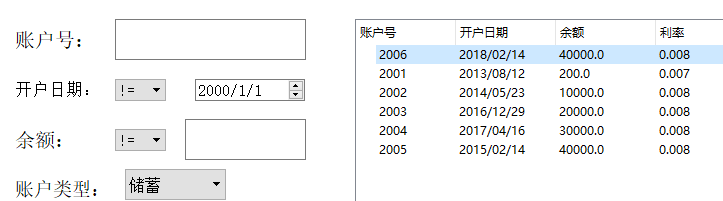 账户号：
开户日期： != 2000/1/1
余额： !=
账户类型： 储蓄
账户号 开户日期 余额 利率
2006 2018/02/14 40000.0 0.008
2001 2013/08/12 200.0 0.007
2002 2014/05/23 10000.0 0.008
2003 2016/12/29 20000.0 0.008
2004 2017/04/16 30000.0 0.008
2005 2015/02/14 40000.0 0.008